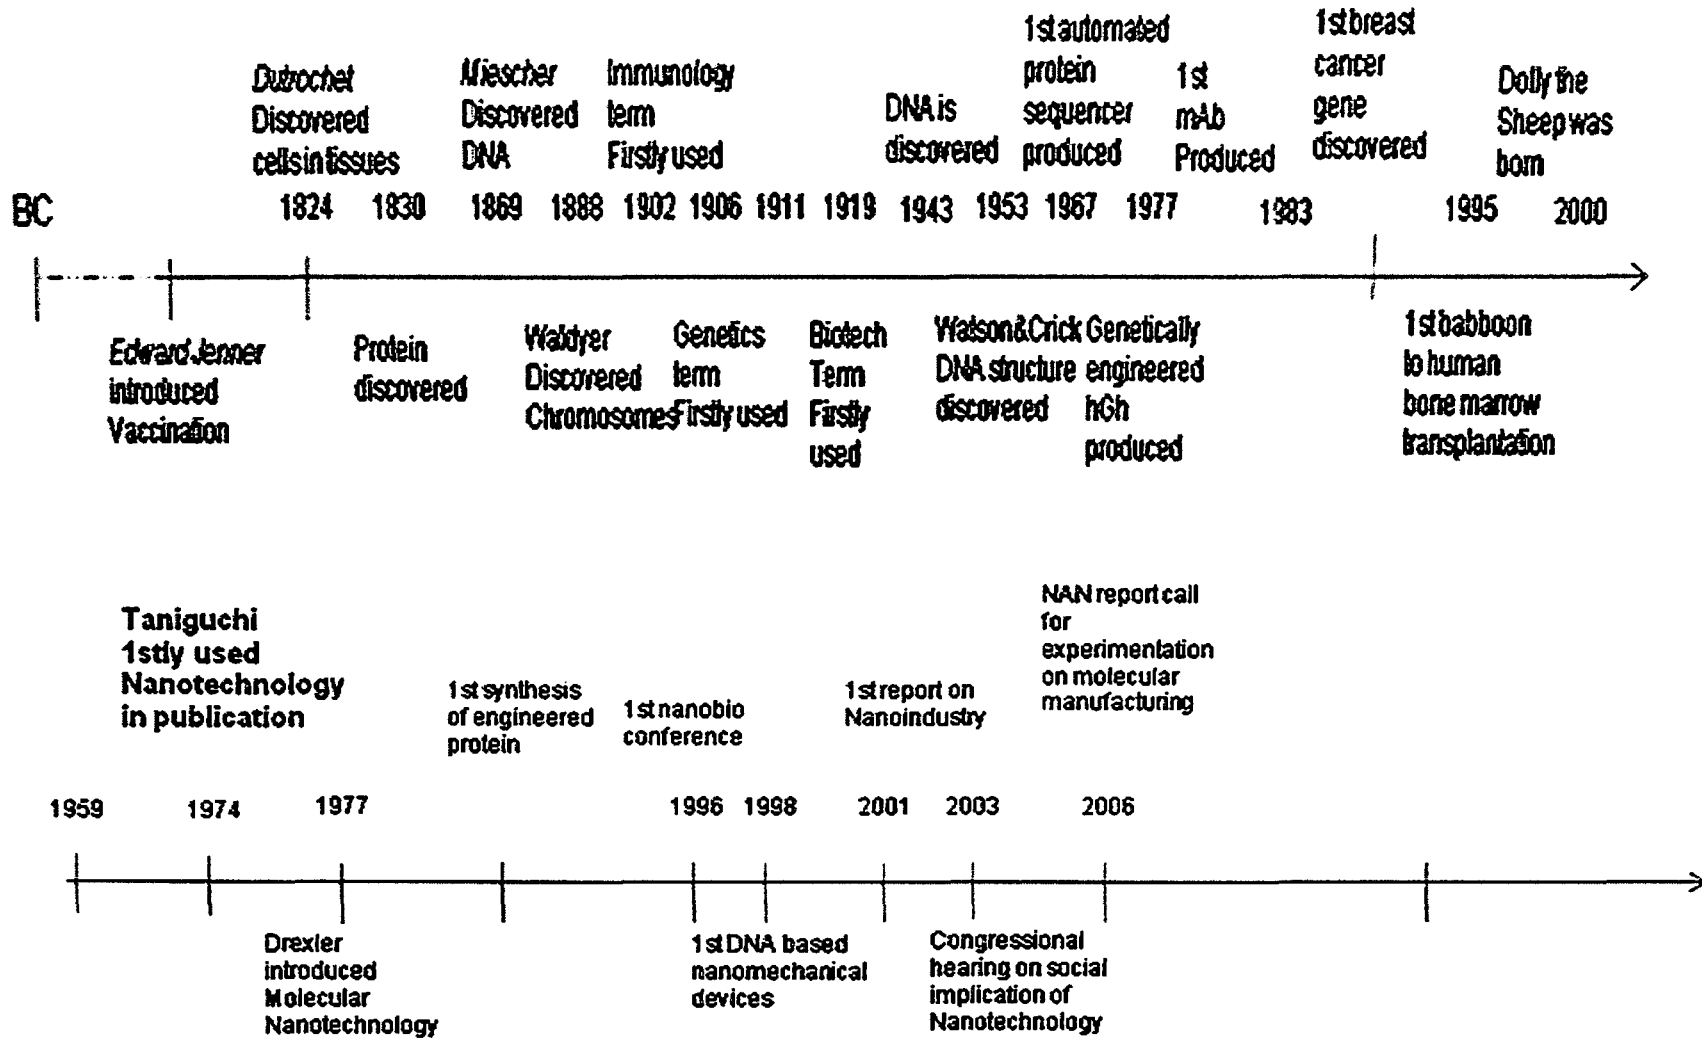 Dutrochet
Discovered
cells in tissues
Miescher
Discovered
DNA
Immunology
term
Firstly used
DNA is
discovered
1st automated
protein
sequencer
produced
1st
mAb
Produced
1st breast
cancer
gene
discovered
Dolly the
Sheep was
born
BC 1824 1830 1869 1888 1902 1906 1911 1919 1943 1953 1967 1977 1983 1995 2000
Edward Jenner
introduced
Vaccination
Protein
discovered
Waldyer
Discovered
Chromosomes
Genetics
term
Firstly used
Biotech
Term
Firstly
used
Watson & Crick
DNA structure
discovered
Genetically
engineered
hGh
produced
1st babboon
to human
bone marrow
transplantation
Taniguchi
1stly used
Nanotechnology
in publication
1st synthesis
of engineered
protein
1st nanobio
conference
1st report on
Nanoindustry
NAN report call
for
experimentation
on molecular
manufacturing
1959 1974 1977 1996 1998 2001 2003 2006
Drexler
introduced
Molecular
Nanotechnology
1st DNA based
nanomechanical
devices
Congressional
hearing on social
implication of
Nanotechnology